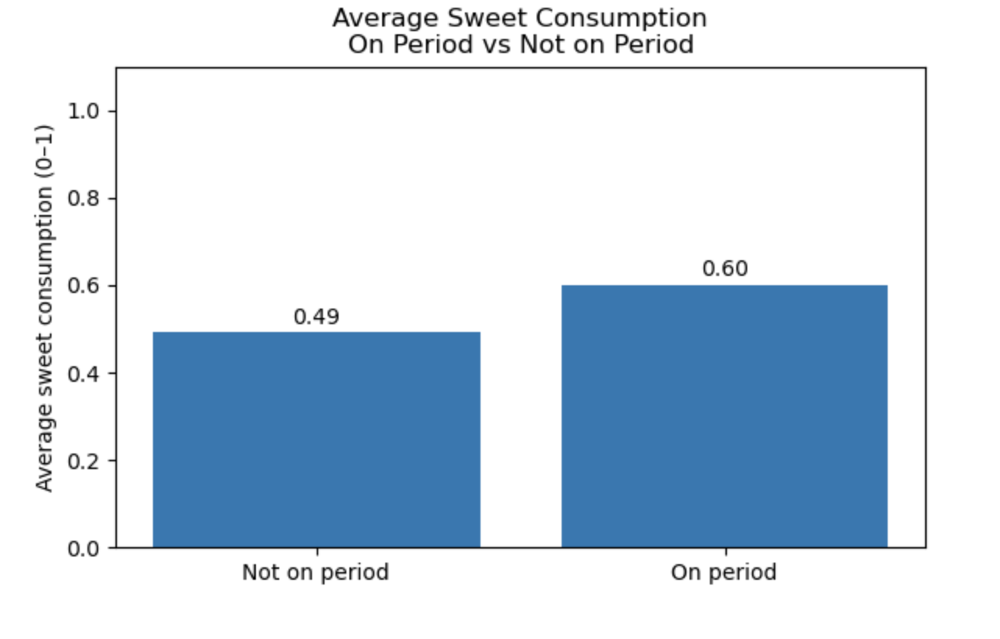 Average Sweet Consumption
On Period vs Not on Period
Average sweet consumption (0–1)
1.0
0.8
0.6
0.4
0.2
0.0
0.49
0.60
Not on period
On period